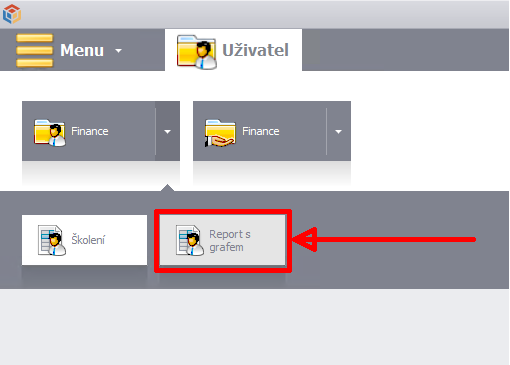 Menu
Uživatel
Finance
Finance
Školení
Report s
grafem